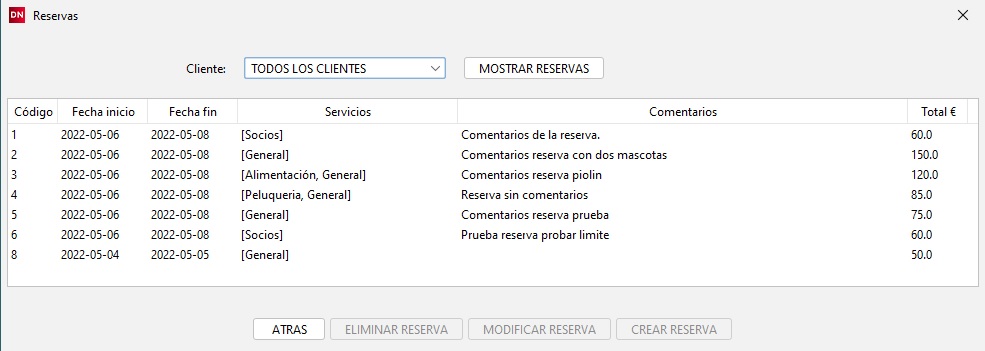 DN Reservas
Cliente: TODOS LOS CLIENTES MOSTRAR RESERVAS
Código Fecha inicio Fecha fin Servicios Comentarios Total €
1 2022-05-06 2022-05-08 [Socios] Comentarios de la reserva. 60.0
2 2022-05-06 2022-05-08 [General] Comentarios reserva con dos mascotas 150.0
3 2022-05-06 2022-05-08 [Alimentación, General] Comentarios reserva piolin 120.0
4 2022-05-06 2022-05-08 [Peluqueria, General] Reserva sin comentarios 85.0
5 2022-05-06 2022-05-08 [General] Comentarios reserva prueba 75.0
6 2022-05-06 2022-05-08 [Socios] Prueba reserva probar limite 60.0
8 2022-05-04 2022-05-05 [General] 50.0
ATRAS ELIMINAR RESERVA MODIFICAR RESERVA CREAR RESERVA